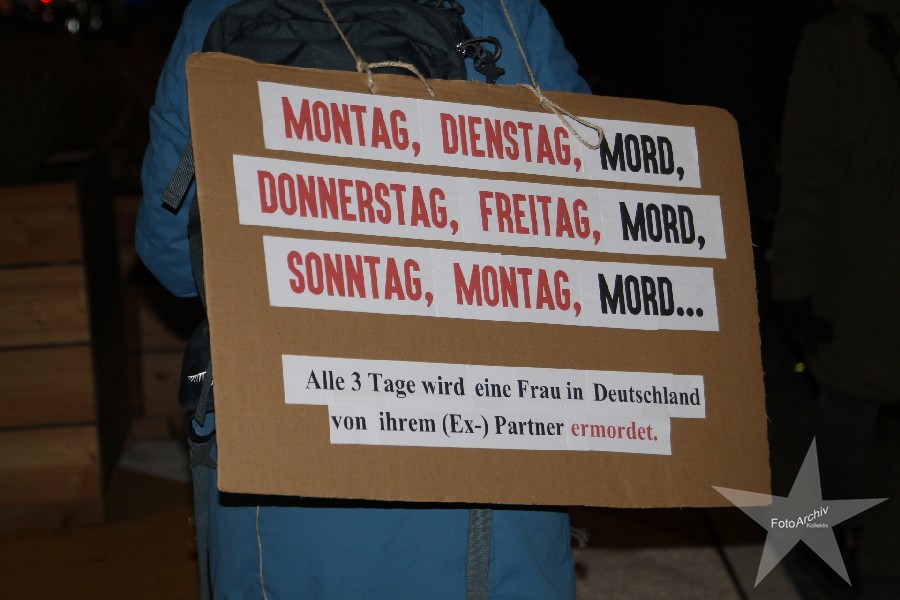 MONTAG, DIENSTAG, MORD,
DONNERSTAG, FREITAG, MORD,
SONNTAG, MONTAG, MORD...
Alle 3 Tage wird eine Frau in Deutschland
von ihrem (Ex-) Partner ermordet.
FotoArchiv
Kollektiv